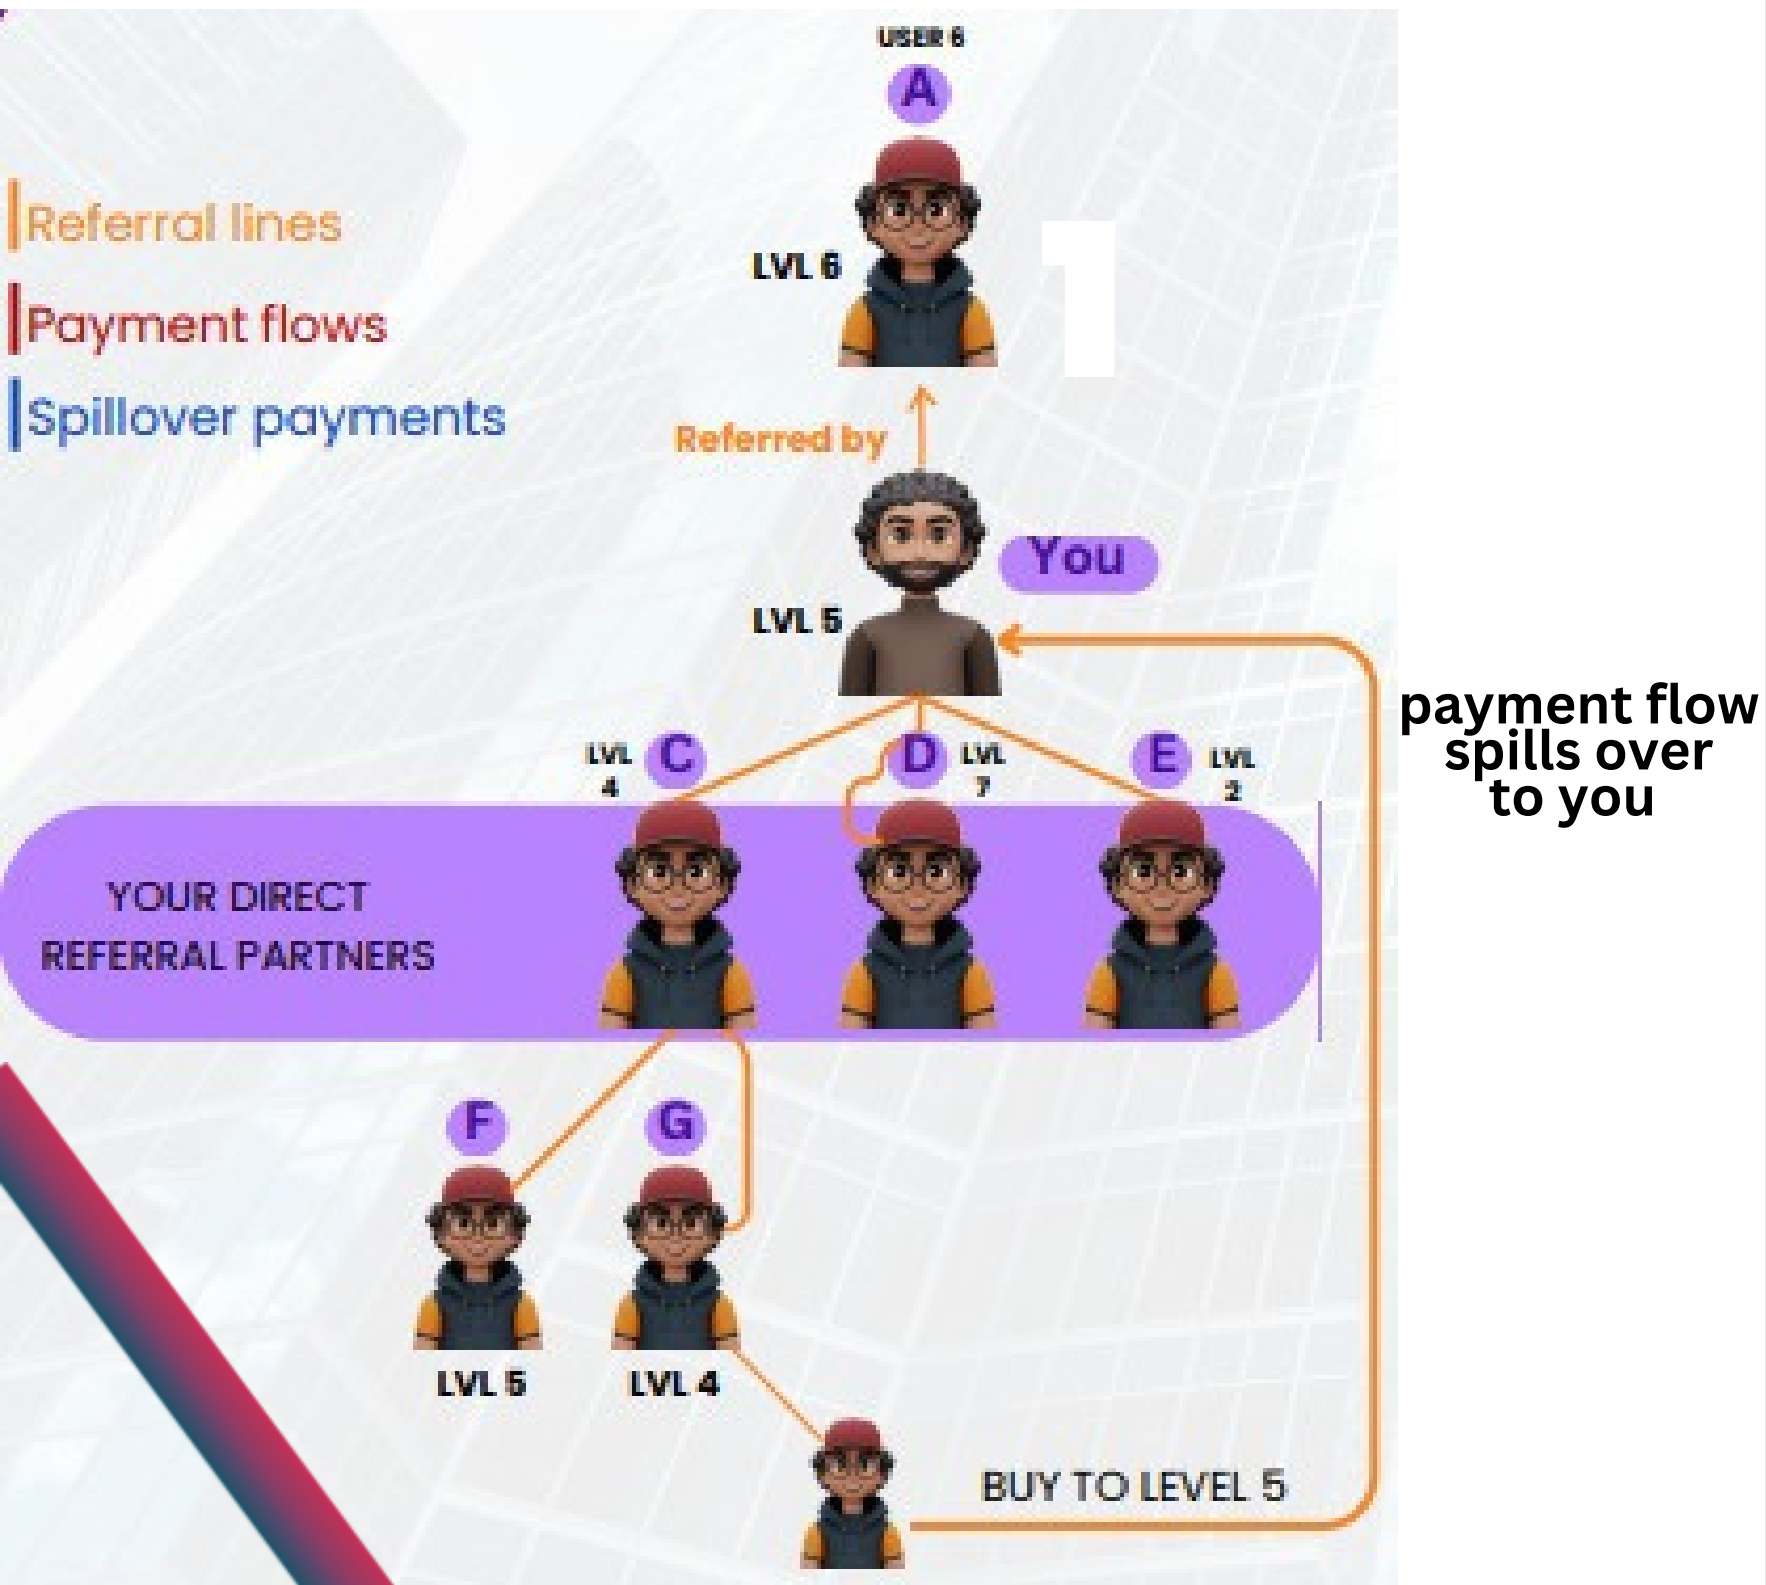 USER 6
A
Referral lines
LVL 6
1
Payment flows
Spillover payments
Referred by
You
LVL 5
payment flow
spills over
to you
LVL
4
C
D
LVL
7
E
LVL
2
YOUR DIRECT
REFERRAL PARTNERS
F
G
LVL 5
LVL 4
BUY TO LEVEL 5